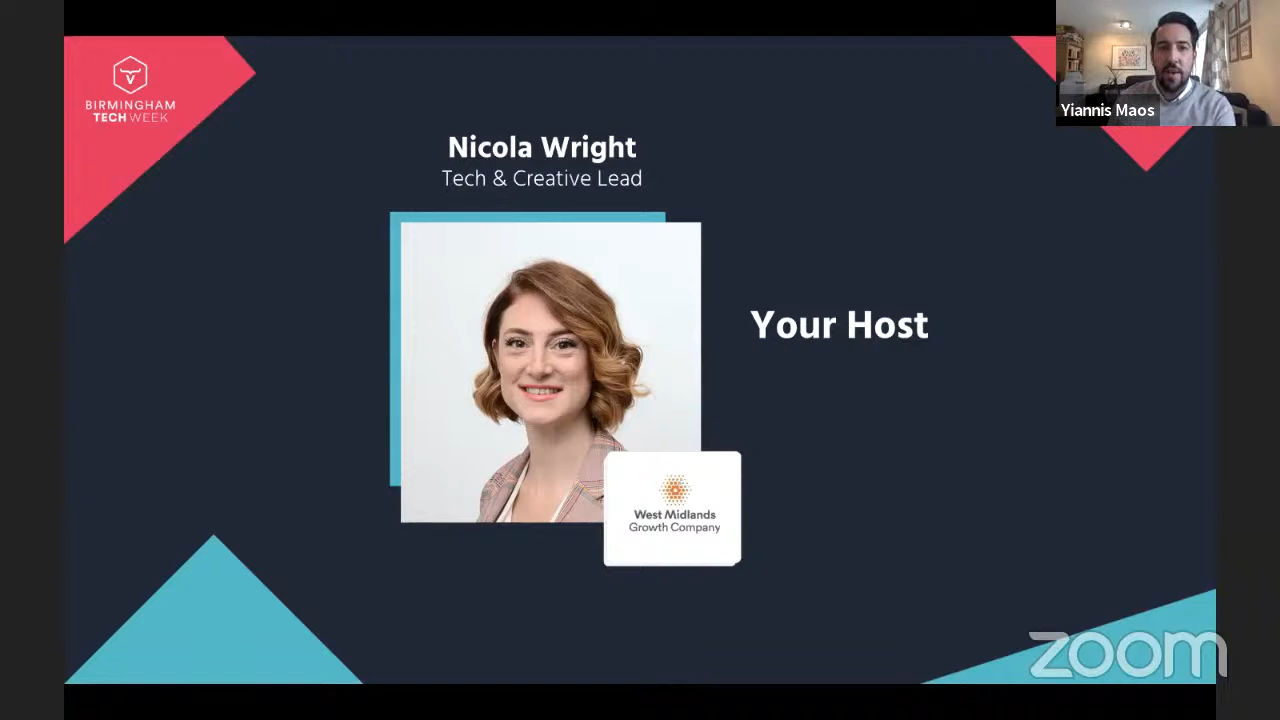 BIRMINGHAM
TECH WEEK
Yiannis Maos
Nicola Wright
Tech & Creative Lead
Your Host
West Midlands
Growth Company
zoom